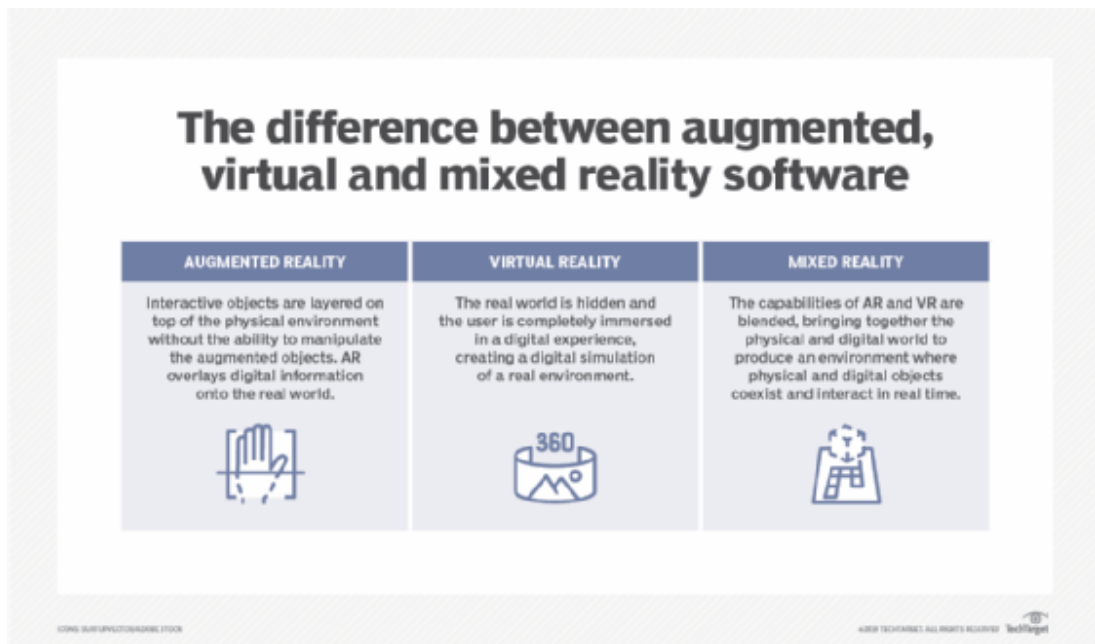 The difference between augmented,
virtual and mixed reality software
AUGMENTED REALITY
Interactive objects are layered on
top of the physical environment
without the ability to manipulate
the augmented objects. AR
overlays digital information
onto the real world.
VIRTUAL REALITY
The real world is hidden and
the user is completely immersed
in a digital experience,
creating a digital simulation
of a real environment.
360
MIXED REALITY
The capabilities of AR and VR are
blended, bringing together the
physical and digital world to
produce an environment where
physical and digital objects
coexist and interact in real time.
TECHTARGET. ALL RIGHTS RESERVED TechTarget